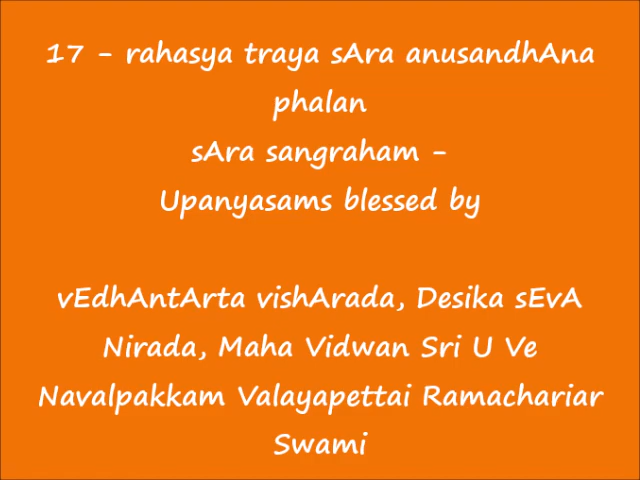 17 - rahasya traya sAra anusandhAna
phalan
sAra sangraham -
Upanyasams blessed by
vEdhAntArta vishArada, Desika sEvA
Nirada, Maha Vidwan Sri U Ve
Navalpakkam Valayapettai Ramachariar
Swami